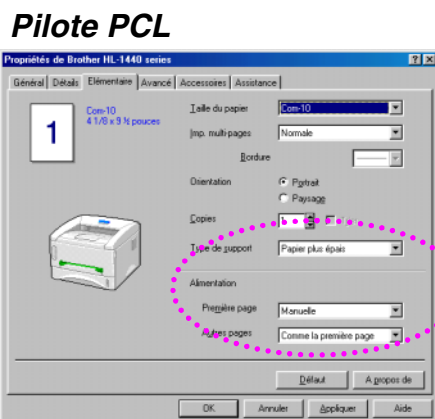 Pilote PCL
Propriétés de Brother HL-1440 series
Général Détails Elémentaire Avancé Accessoires Assistance
1
Com-10
4 1/8 x 9 ½ pouces
Taille du papier Com-10
Imp. multi-pages Normale
Bordure
Orientation Portrait
Paysage
Copies 1
Type de support Papier plus épais
Alimentation
Première page Manuelle
Autres pages Comme la première page
Défaut A propos de
OK Annuler Appliquer Aide